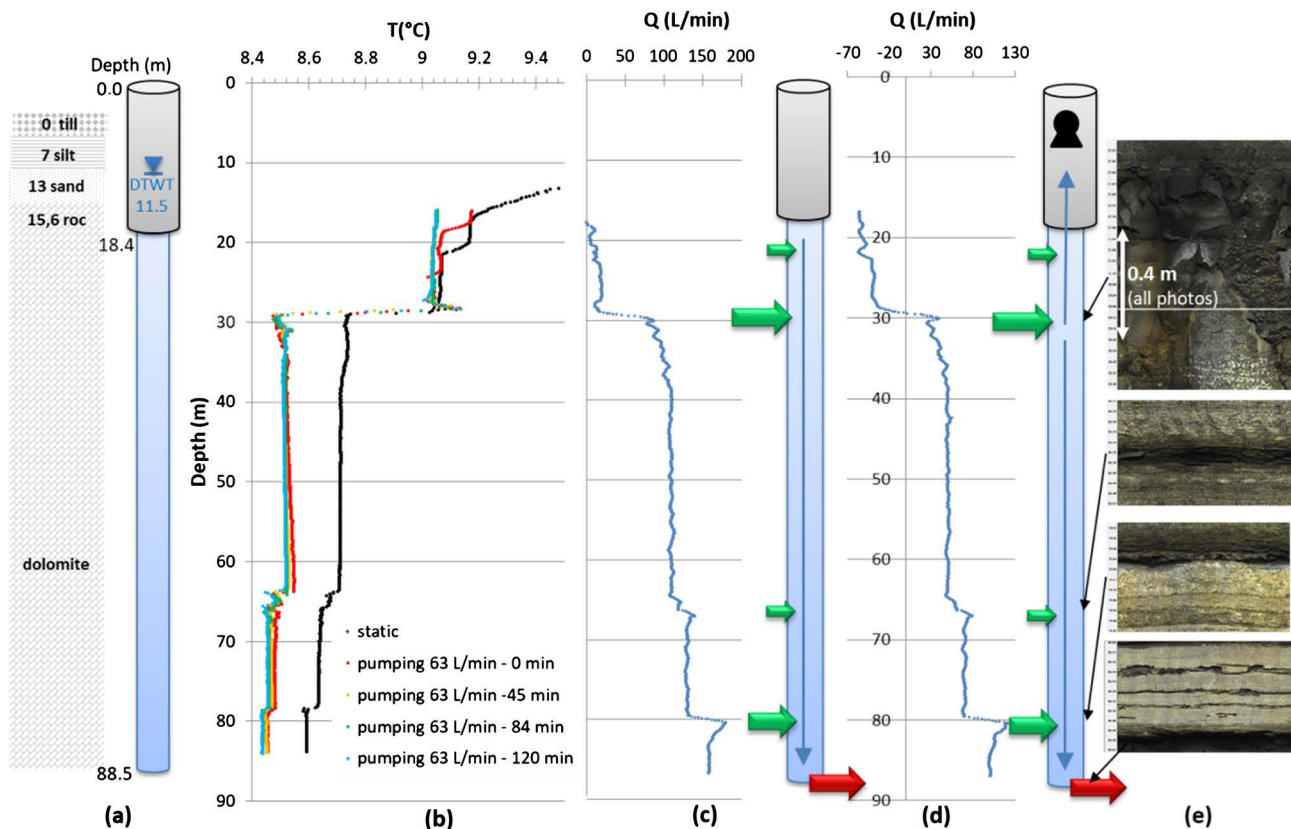 T(°C)
8.4 8.6 8.8 9 9.2 9.4
Q (L/min)
0 50 100 150 200
Q (L/min)
-70 -20 30 80 130
Depth (m)
0.0
0 till
7 silt
13 sand
15,6 roc
DTWT
11.5
18.4
dolomite
88.5
(a)
Depth (m)
0
10
20
30
40
50
60
70
80
90
static
pumping 63 L/min - 0 min
pumping 63 L/min -45 min
pumping 63 L/min - 84 min
pumping 63 L/min - 120 min
(b)
(c)
0
10
20
30
40
50
60
70
80
90
(d)
0.4 m
(all photos)
(e)